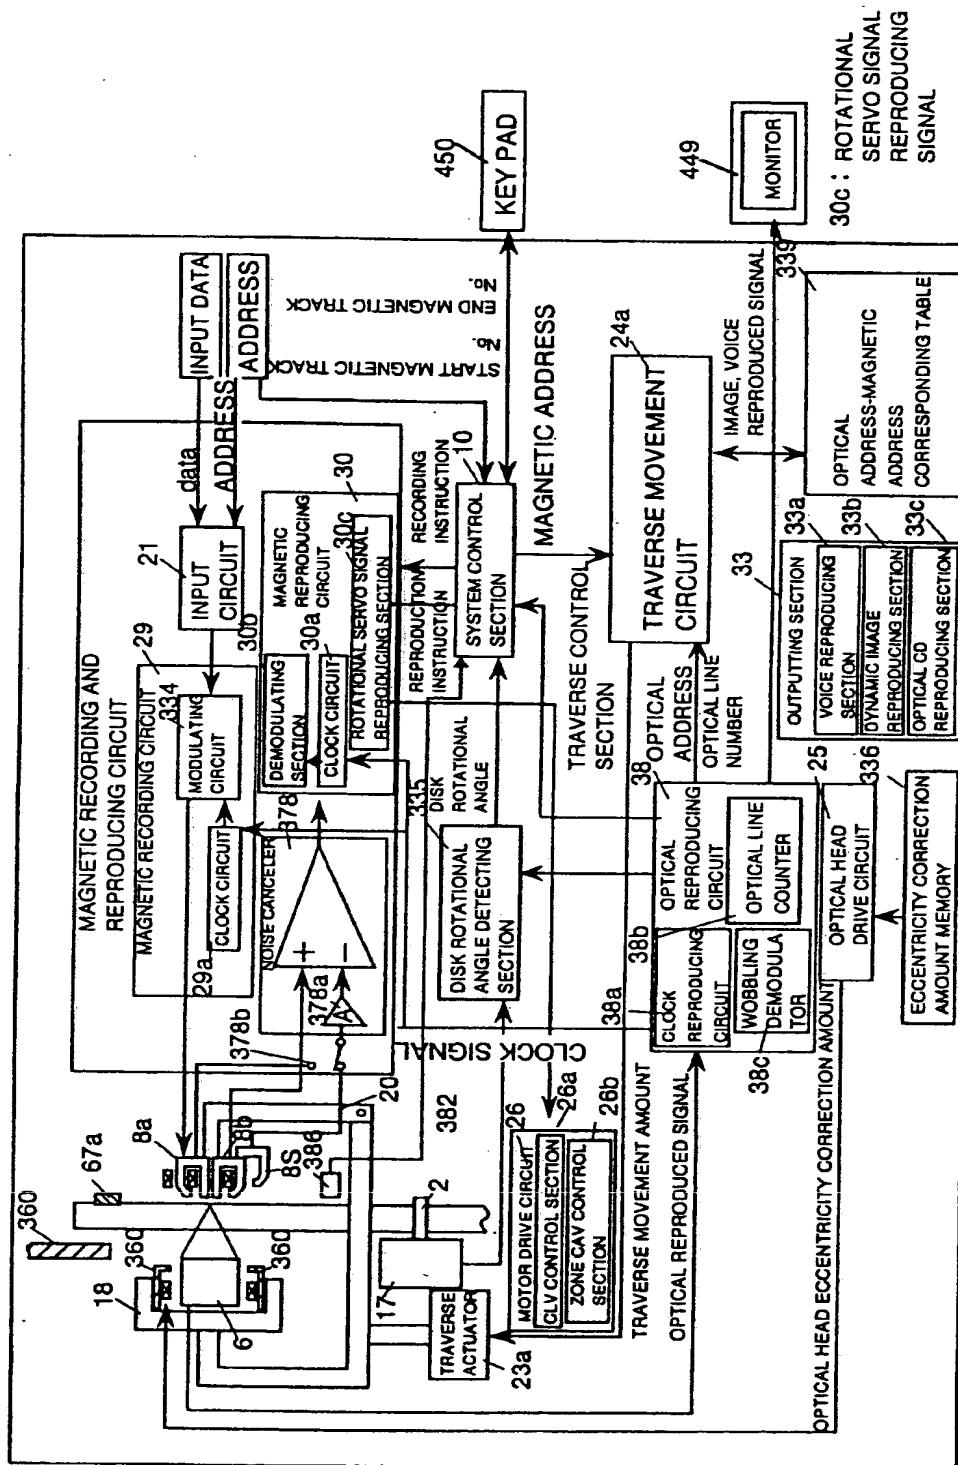 MAGNETIC RECORDING AND
REPRODUCING CIRCUIT
MAGNETIC RECORDING CIRCUIT
29
334
MODULATING
CIRCUIT
CLOCK CIRCUIT
29a
21
INPUT
CIRCUIT
data
ADDRESS
INPUT DATA
ADDRESS
30b
MAGNETIC
REPRODUCING
CIRCUIT
30
DEMODULATING
SECTION
30a
CLOCK CIRCUIT
30c
ROTATIONAL SERVO SIGNAL
REPRODUCING SECTION
NOISE CANCELER
378
+
−
378a
A
378b
360
67a
8a
8b
8S
386
20
382
18
360
360
6
2
17
TRAVERSE
ACTUATOR
23a
CLOCK SIGNAL
26
26a
26b
MOTOR DRIVE CIRCUIT
CLV CONTROL SECTION
ZONE CAV CONTROL
SECTION
335
DISK
ROTATIONAL
ANGLE
DISK ROTATIONAL
ANGLE DETECTING
SECTION
REPRODUCTION
INSTRUCTION
RECORDING
INSTRUCTION
10
SYSTEM CONTROL
SECTION
START MAGNETIC TRACK
No.
END MAGNETIC TRACK
No.
450
KEY PAD
MAGNETIC ADDRESS
TRAVERSE CONTROL
SECTION
24a
TRAVERSE MOVEMENT
CIRCUIT
OPTICAL
ADDRESS
OPTICAL LINE
NUMBER
IMAGE, VOICE
REPRODUCED SIGNAL
449
MONITOR
30c : ROTATIONAL
SERVO SIGNAL
REPRODUCING
SIGNAL
TRAVERSE MOVEMENT AMOUNT
OPTICAL REPRODUCED SIGNAL
OPTICAL HEAD ECCENTRICITY CORRECTION AMOUNT
38
OPTICAL
REPRODUCING
CIRCUIT
38a
CLOCK
REPRODUCING
CIRCUIT
38b
OPTICAL LINE
COUNTER
38c
WOBBLING
DEMODULA
TOR
25
OPTICAL HEAD
DRIVE CIRCUIT
336
ECCENTRICITY CORRECTION
AMOUNT MEMORY
33
OUTPUTTING SECTION
33a
VOICE REPRODUCING
SECTION
33b
DYNAMIC IMAGE
REPRODUCING SECTION
33c
OPTICAL CD
REPRODUCING SECTION
339
OPTICAL
ADDRESS-MAGNETIC
ADDRESS
CORRESPONDING TABLE